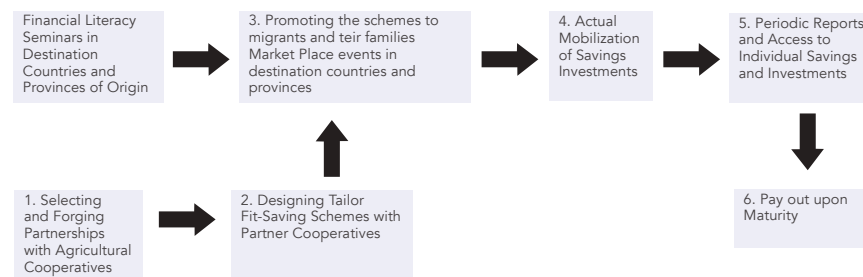 Financial Literacy
Seminars in
Destination
Countries and
Provinces of Origin
3. Promoting the schemes to
migrants and teir families
Market Place events in
destination countries and
provinces
4. Actual
Mobilization
of Savings
Investments
5. Periodic Reports
and Access to
Individual Savings
and Investments
1. Selecting
and Forging
Partnerships
with Agricultural
Cooperatives
2. Designing Tailor
Fit-Saving Schemes with
Partner Cooperatives
6. Pay out upon
Maturity